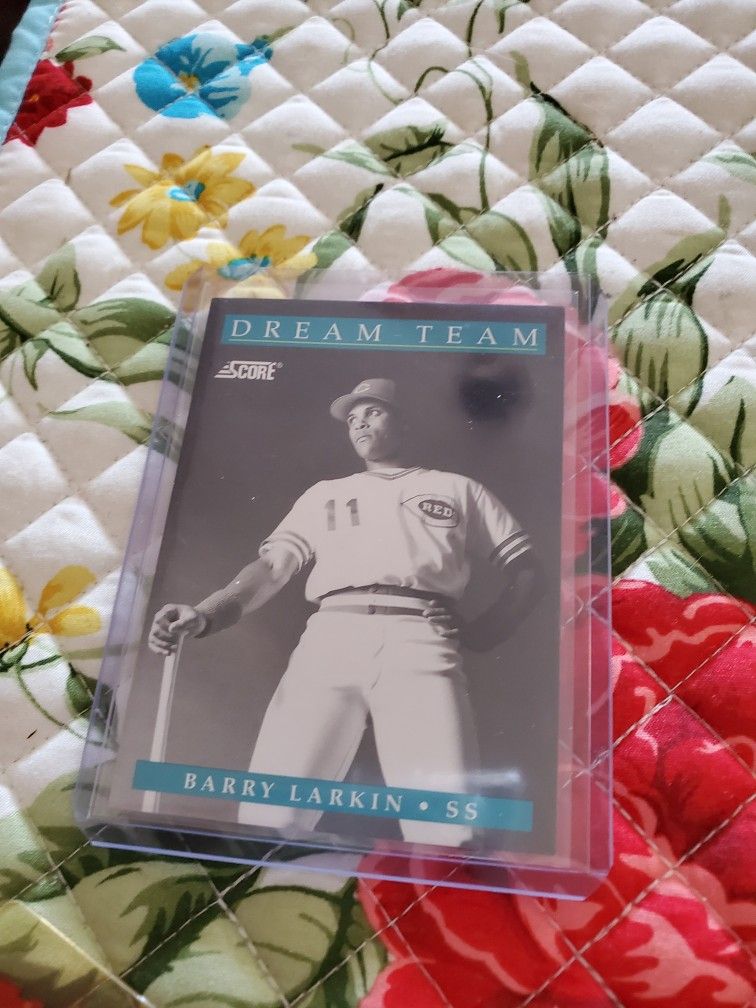 DREAM TEAM
SCORE®
11
RED
BARRY LARKIN • SS